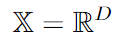 𝕏 = ℝ^D